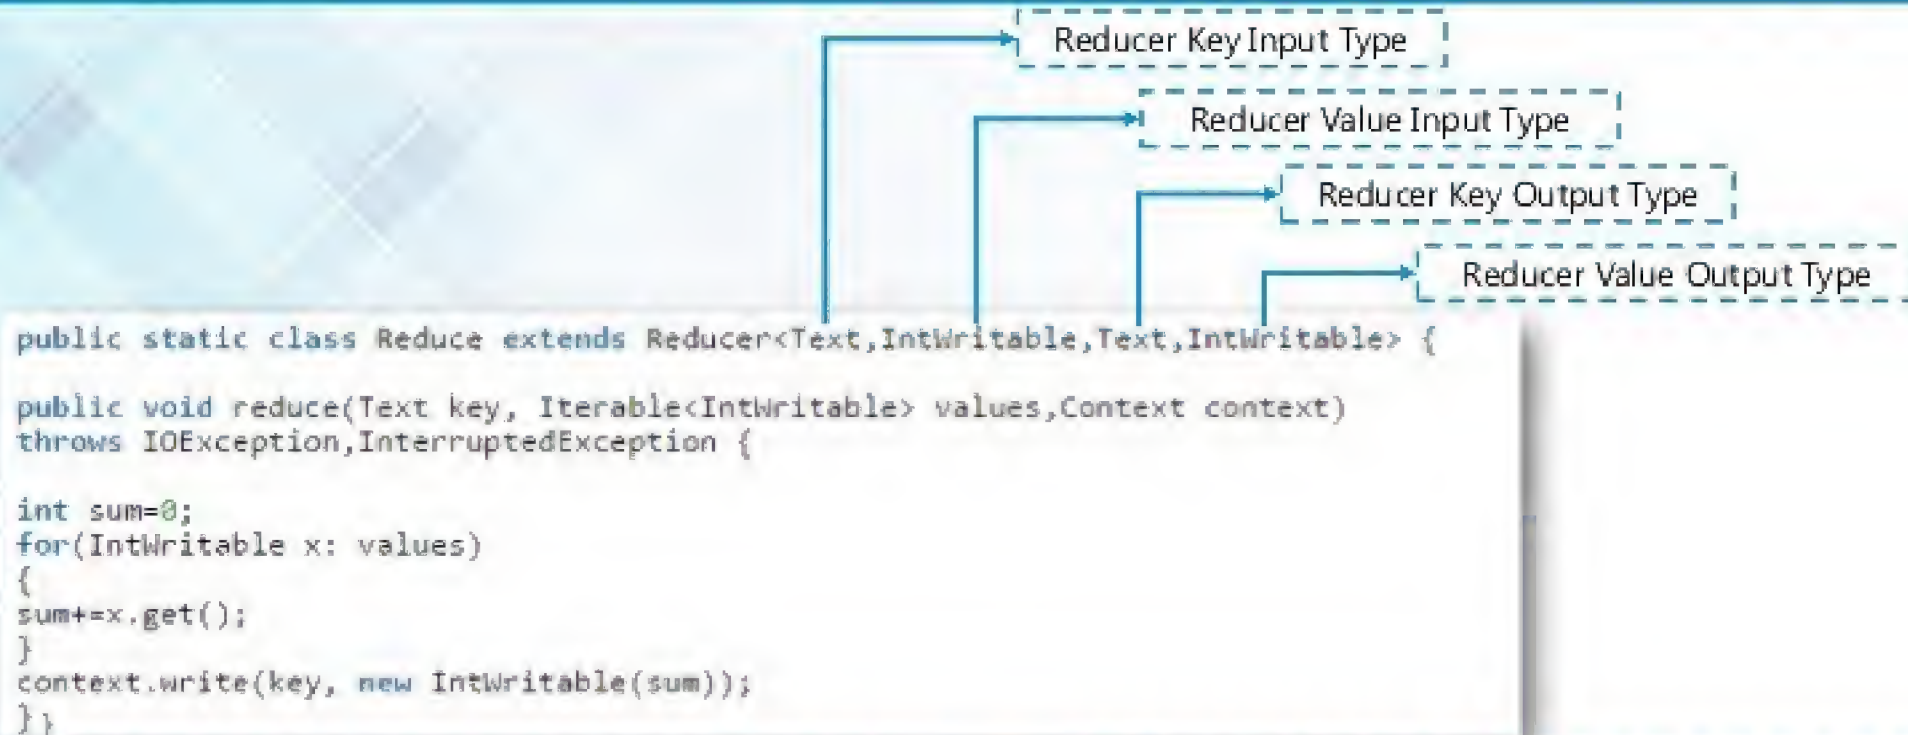 Reducer Key Input Type
Reducer Value Input Type
Reducer Key Output Type
Reducer Value Output Type
public static class Reduce extends Reducer<Text,IntWritable,Text,IntWritable> {
public void reduce(Text key, Iterable<IntWritable> values,Context context)
throws IOException,InterruptedException {
int sum=0;
for(IntWritable x: values)
{
sum+=x.get();
}
context.write(key, new IntWritable(sum));
} }